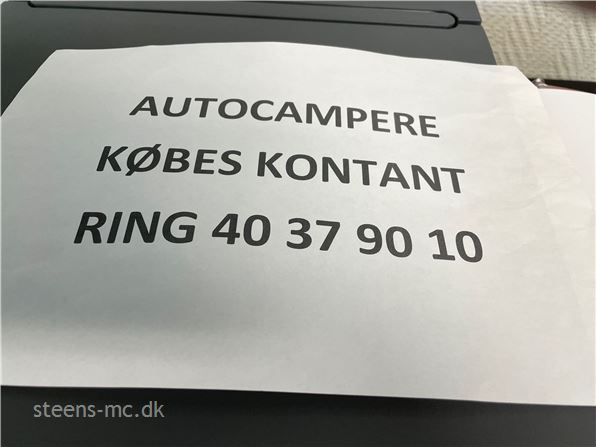 AUTOCAMPERE
KØBES KONTANT
RING 40 37 90 10
steens-mc.dk